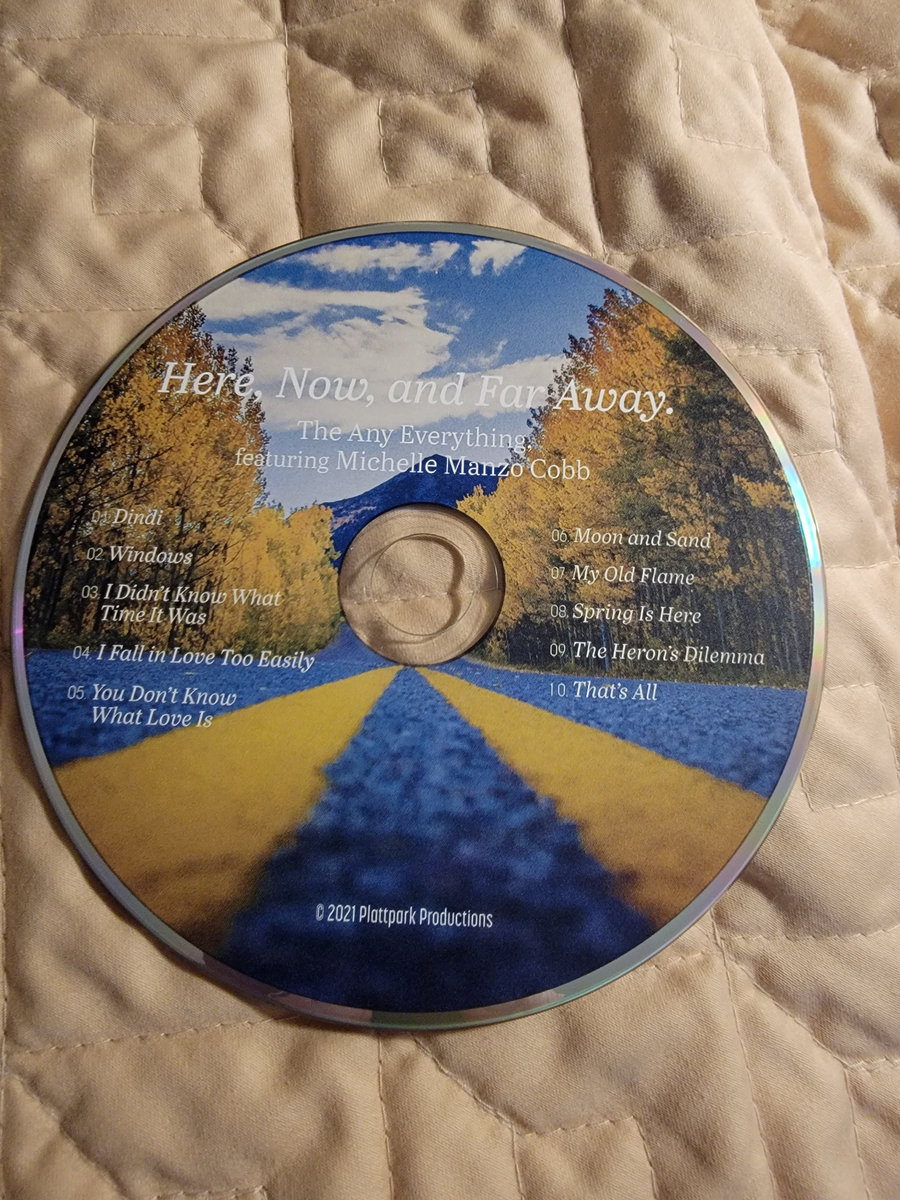 Here, Now, and Far Away.
The Any Everything,
featuring Michelle Manzo Cobb
01 Dindi
02 Windows
03 I Didn't Know What
Time It Was
04 I Fall in Love Too Easily
05 You Don't Know
What Love Is
06 Moon and Sand
07 My Old Flame
08 Spring Is Here
09 The Heron's Dilemma
10 That's All
© 2021 Plattpark Productions